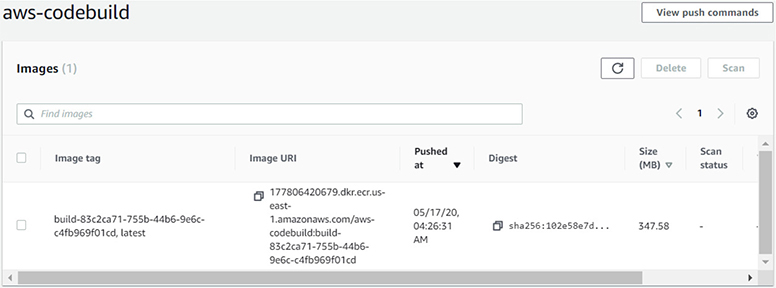 aws-codebuild
View push commands
Images (1)
Delete
Scan
Find images
1
Image tag
Image URI
Pushed
at
Digest
Size
(MB)
Scan
status
build-83c2ca71-755b-44b6-9e6c-
c4fb969f01cd, latest
177806420679.dkr.ecr.us-
east-
1.amazonaws.com/aws-
codebuild:build-
83c2ca71-755b-44b6-
9e6c-c4fb969f01cd
05/17/20,
04:26:31
AM
sha256:102e58e7d...
347.58
-